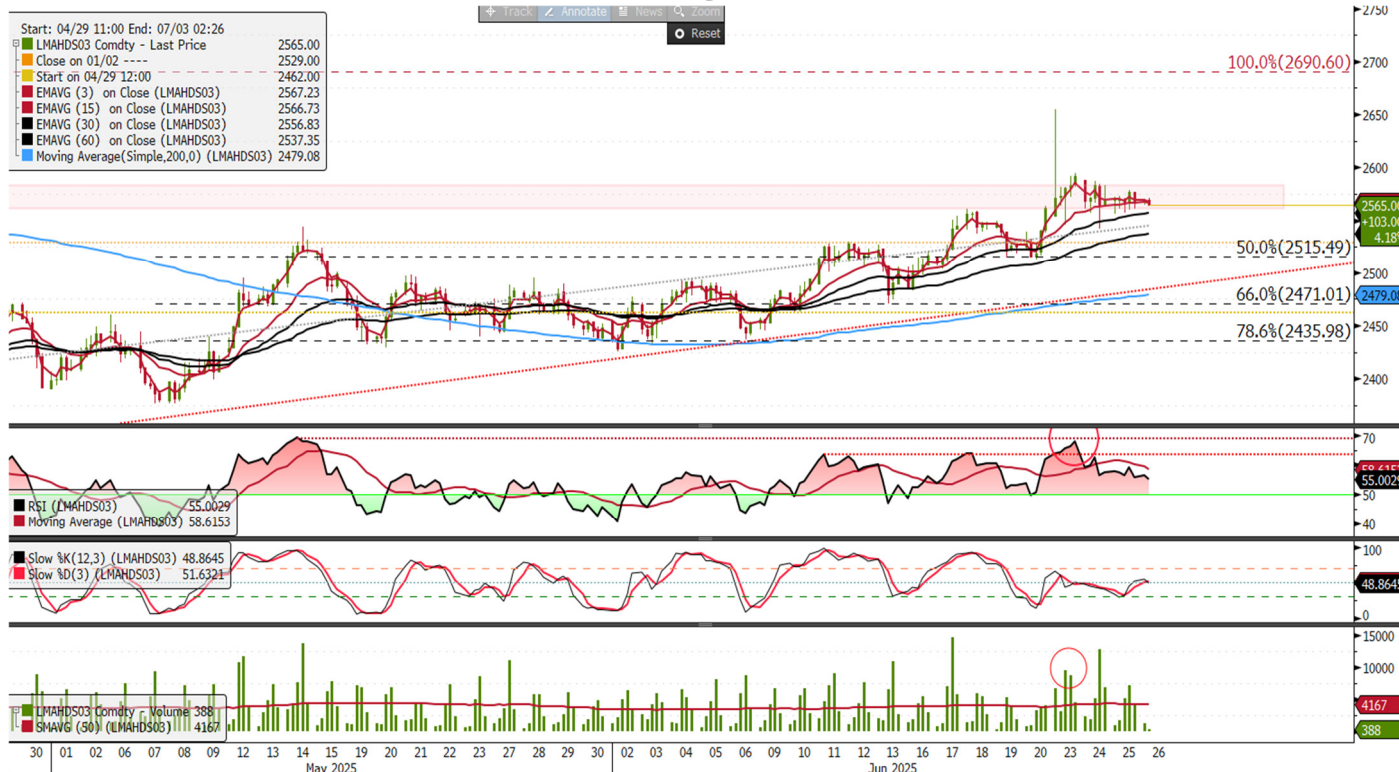 Track Annotate News Zoom
Reset
Start: 04/29 11:00 End: 07/03 02:26
LMAHDS03 Comdty - Last Price 2565.00
Close on 01/02 ---- 2529.00
Start on 04/29 12:00 2462.00
EMAVG (3) on Close (LMAHDS03) 2567.23
EMAVG (15) on Close (LMAHDS03) 2566.73
EMAVG (30) on Close (LMAHDS03) 2556.83
EMAVG (60) on Close (LMAHDS03) 2537.35
Moving Average(Simple,200,0) (LMAHDS03) 2479.08
2750
2700
100.0%(2690.60)
2650
2600
2565.00
+103.00
4.18%
50.0%(2515.49)
2500
66.0%(2471.01)
2479.08
2450
78.6%(2435.98)
2400
70
58.6153
55.0029
50
40
RSI (LMAHDS03) 55.0029
Moving Average (LMAHDS03) 58.6153
100
48.8645
0
Slow %K(12,3) (LMAHDS03) 48.8645
Slow %D(3) (LMAHDS03) 51.6321
15000
10000
4167
388
LMAHDS03 Comdty - Volume 388
SMAVG (50) (LMAHDS03) 4167
30 01 02 06 07 08 09 12 13 14 15 19 20 21 22 23 27 28 29 30 02 03 04 05 06 09 10 11 12 13 16 17 18 19 20 23 24 25 26
May 2025 Jun 2025